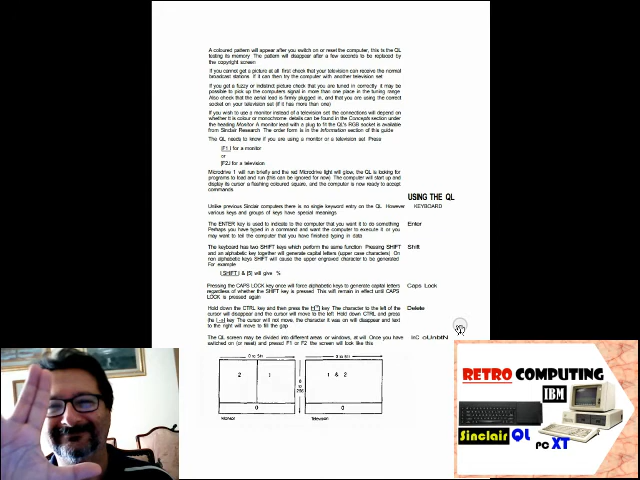 A coloured pattern will appear after you switch on or reset the computer, this is the QL
testing its memory The pattern will disappear after a few seconds to be replaced by
the copyright screen
If you cannot get a picture at all first check that your television can receive the normal
broadcast stations If it can then try the computer with another television set
If you get a fuzzy or indistinct picture check that you are tuned in correctly it may be
possible to pick up the computers signal in more than one place in the tuning range
Also check that the aerial lead is firmly plugged in, and that you are using the correct
socket on your television set (if it has more than one)
If you wish to use a monitor instead of a television set the connections will depend on
whether it is colour or monochrome details can be found in the Concepts section under
the heading Monitor A monitor lead with a plug to fit the QL's RGB socket is available
from Sinclair Research The order form is in the Information section of this guide
The QL needs to know if you are using a monitor or a television set Press
[F1] for a monitor
or
[F2] for a television
Microdrive 1 will run briefly and the red Microdrive light will glow, the QL is looking for
programs to load and run (this can be ignored for now) The computer will start up and
display its cursor a flashing coloured square, and the computer is now ready to accept
commands
USING THE QL
Unlike previous Sinclair computers there is no single keyword entry on the QL However
various keys and groups of keys have special meanings
KEYBOARD
The ENTER key is used to indicate to the computer that you want it to do something
Perhaps you have typed in a command and want the computer to execute it or you
may want to tell the computer that you have finished typing in data
Enter
The keyboard has two SHIFT keys which perform the same function Pressing SHIFT
and an alphabetic key together will generate capital letters (upper case characters) On
non alphabetic keys SHIFT will cause the upper engraved character to be generated
For example
[SHIFT] & [5] will give %
Shift
Pressing the CAPS LOCK key once will force alphabetic keys to generate capital letters
regardless of whether the SHIFT key is pressed This will remain in effect until CAPS
LOCK is pressed again
Caps Lock
Hold down the CTRL key and then press the key The character to the left of the
cursor will disappear and the cursor will move to the left Hold down CTRL and press
the key The cursor will not move, the character it was on will disappear and text
to the right will move to fill the gap
Delete
The QL screen may be divided into different areas or windows, at will Once you have
switched on (or reset) and pressed F1 or F2 the screen will look like this
2
1
0
Monitor
1 & 2
0
Television
RETRO COMPUTING
IBM
Sinclair QL
PC XT